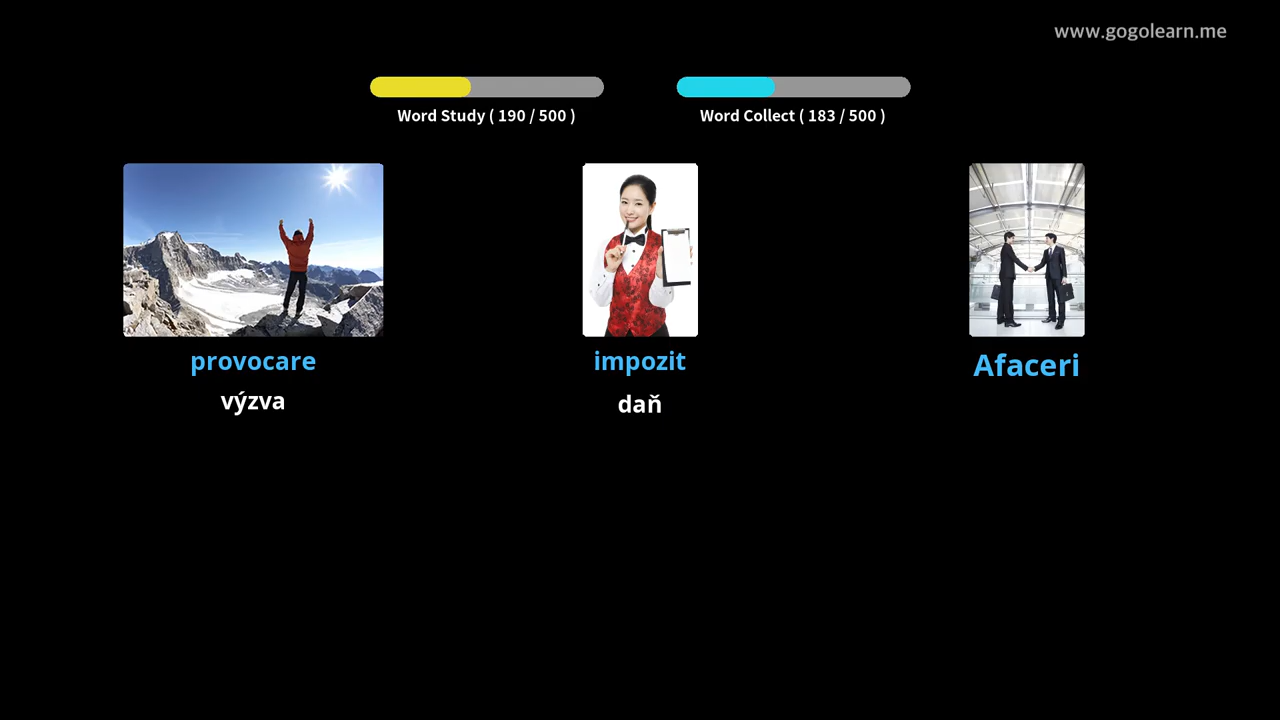 www.gogolearn.me
Word Study ( 190 / 500 )
Word Collect ( 183 / 500 )
provocare
impozit
Afaceri
výzva
daň